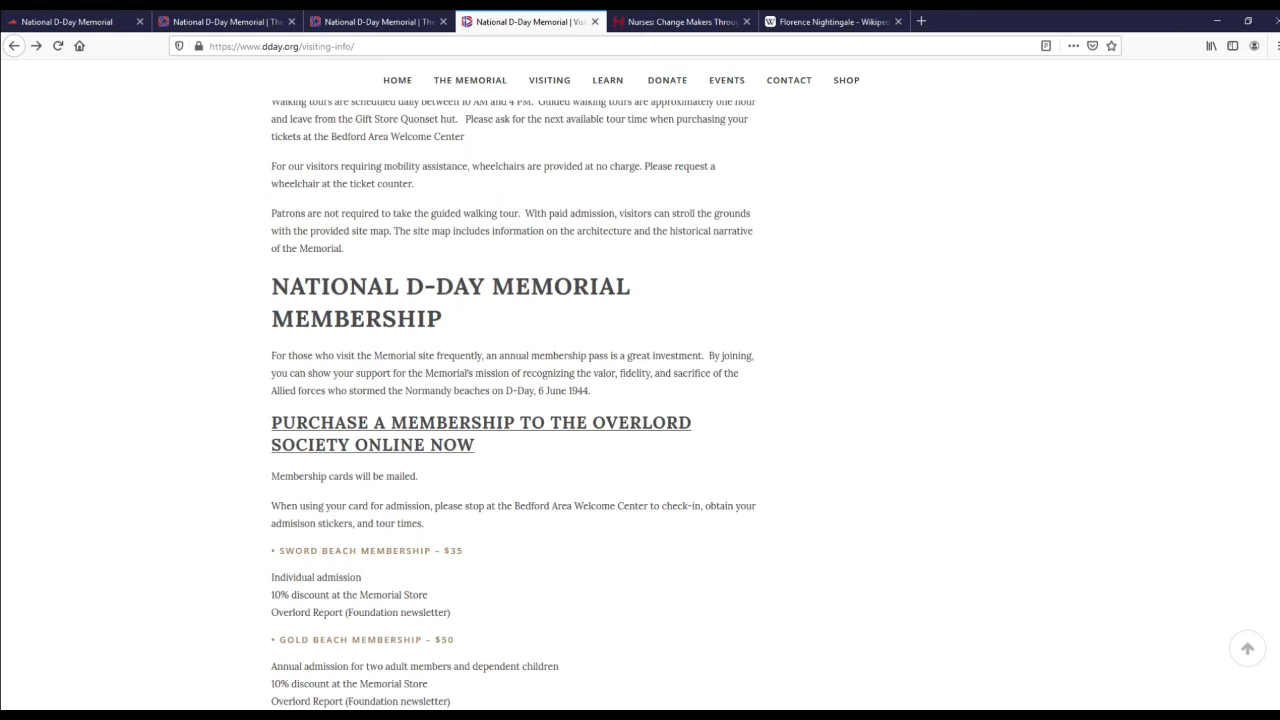 National D-Day Memorial
National D-Day Memorial | The
National D-Day Memorial | The
National D-Day Memorial | Visi
Nurses: Change Makers Throug
Florence Nightingale - Wikiped
https://www.dday.org/visiting-info/
HOME THE MEMORIAL VISITING LEARN DONATE EVENTS CONTACT SHOP
Walking tours are scheduled daily between 10 AM and 4 PM. Guided walking tours are approximately one hour
and leave from the Gift Store Quonset hut. Please ask for the next available tour time when purchasing your
tickets at the Bedford Area Welcome Center
For our visitors requiring mobility assistance, wheelchairs are provided at no charge. Please request a
wheelchair at the ticket counter.
Patrons are not required to take the guided walking tour. With paid admission, visitors can stroll the grounds
with the provided site map. The site map includes information on the architecture and the historical narrative
of the Memorial.
NATIONAL D-DAY MEMORIAL
MEMBERSHIP
For those who visit the Memorial site frequently, an annual membership pass is a great investment. By joining,
you can show your support for the Memorial's mission of recognizing the valor, fidelity, and sacrifice of the
Allied forces who stormed the Normandy beaches on D-Day, 6 June 1944.
PURCHASE A MEMBERSHIP TO THE OVERLORD
SOCIETY ONLINE NOW
Membership cards will be mailed.
When using your card for admission, please stop at the Bedford Area Welcome Center to check-in, obtain your
admisison stickers, and tour times.
• SWORD BEACH MEMBERSHIP – $35
Individual admission
10% discount at the Memorial Store
Overlord Report (Foundation newsletter)
• GOLD BEACH MEMBERSHIP – $50
Annual admission for two adult members and dependent children
10% discount at the Memorial Store
Overlord Report (Foundation newsletter)